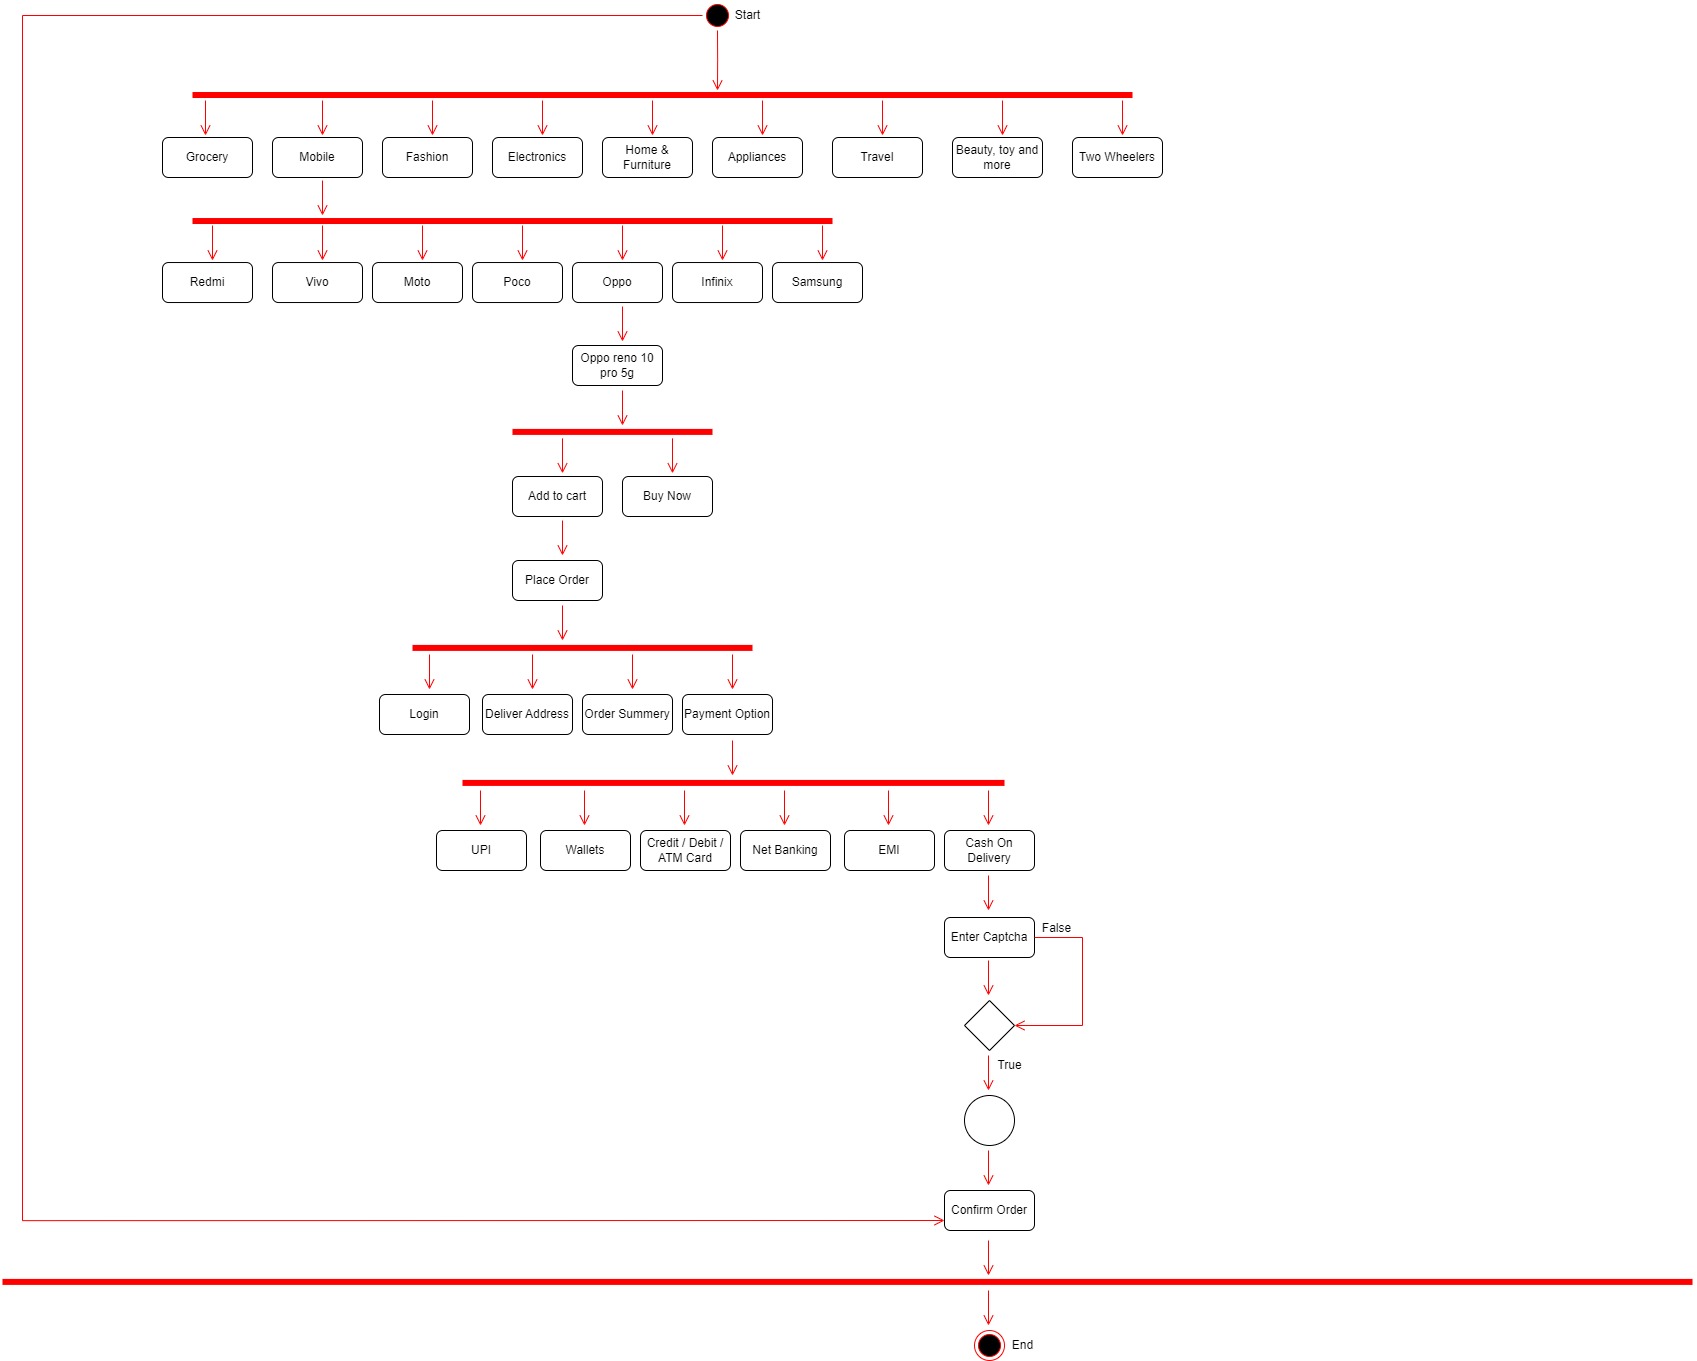 Start
Grocery
Mobile
Fashion
Electronics
Home &
Furniture
Appliances
Travel
Beauty, toy and
more
Two Wheelers
Redmi
Vivo
Moto
Poco
Oppo
Infinix
Samsung
Oppo reno 10
pro 5g
Add to cart
Buy Now
Place Order
Login
Deliver Address
Order Summery
Payment Option
UPI
Wallets
Credit / Debit /
ATM Card
Net Banking
EMI
Cash On
Delivery
Enter Captcha
False
True
Confirm Order
End